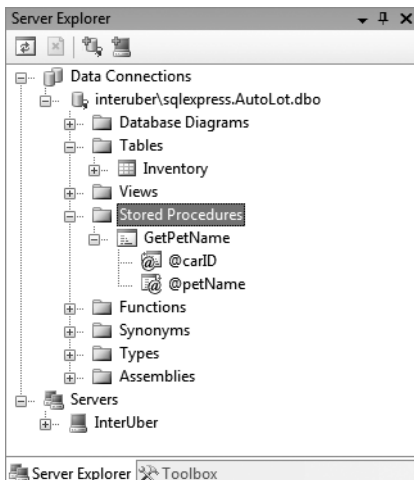 Server Explorer
Data Connections
interuber\sqlexpress.AutoLot.dbo
Database Diagrams
Tables
Inventory
Views
Stored Procedures
GetPetName
@carID
@petName
Functions
Synonyms
Types
Assemblies
Servers
InterUber
Server Explorer Toolbox